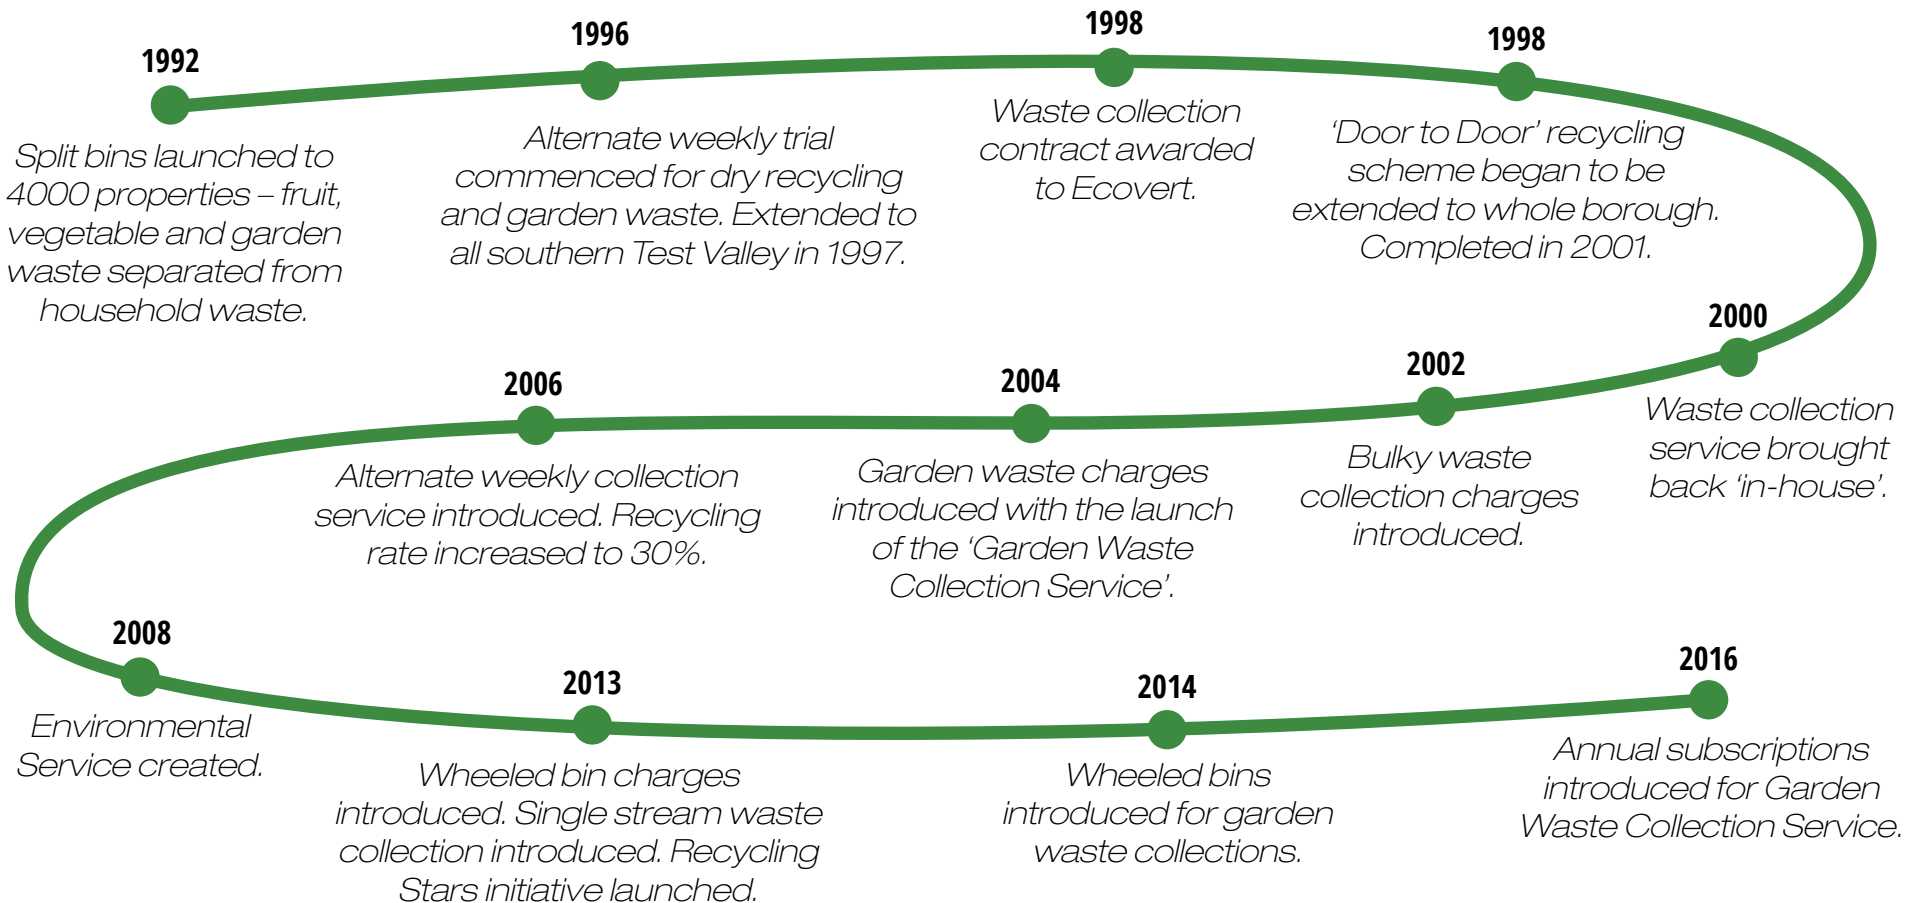 1992
Split bins launched to
4000 properties – fruit,
vegetable and garden
waste separated from
household waste.
1996
Alternate weekly trial
commenced for dry recycling
and garden waste. Extended to
all southern Test Valley in 1997.
1998
Waste collection
contract awarded
to Ecovert.
1998
‘Door to Door’ recycling
scheme began to be
extended to whole borough.
Completed in 2001.
2000
Waste collection
service brought
back ‘in-house’.
2002
Bulky waste
collection charges
introduced.
2004
Garden waste charges
introduced with the launch
of the ‘Garden Waste
Collection Service’.
2006
Alternate weekly collection
service introduced. Recycling
rate increased to 30%.
2008
Environmental
Service created.
2013
Wheeled bin charges
introduced. Single stream waste
collection introduced. Recycling
Stars initiative launched.
2014
Wheeled bins
introduced for garden
waste collections.
2016
Annual subscriptions
introduced for Garden
Waste Collection Service.